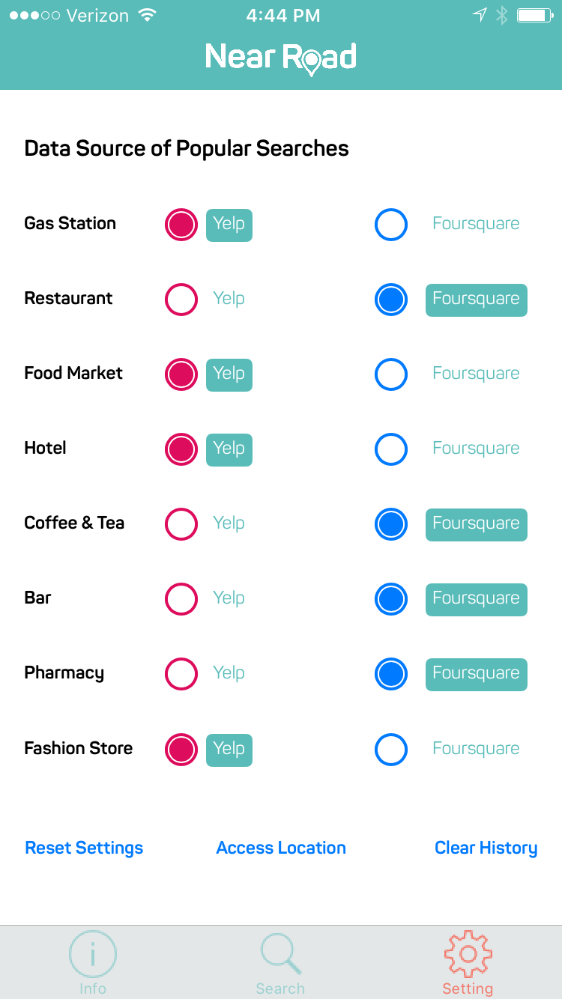 Verizon 4:44 PM
Near Road
Data Source of Popular Searches
Gas Station Yelp Foursquare
Restaurant Yelp Foursquare
Food Market Yelp Foursquare
Hotel Yelp Foursquare
Coffee & Tea Yelp Foursquare
Bar Yelp Foursquare
Pharmacy Yelp Foursquare
Fashion Store Yelp Foursquare
Reset Settings Access Location Clear History
Info Search Setting